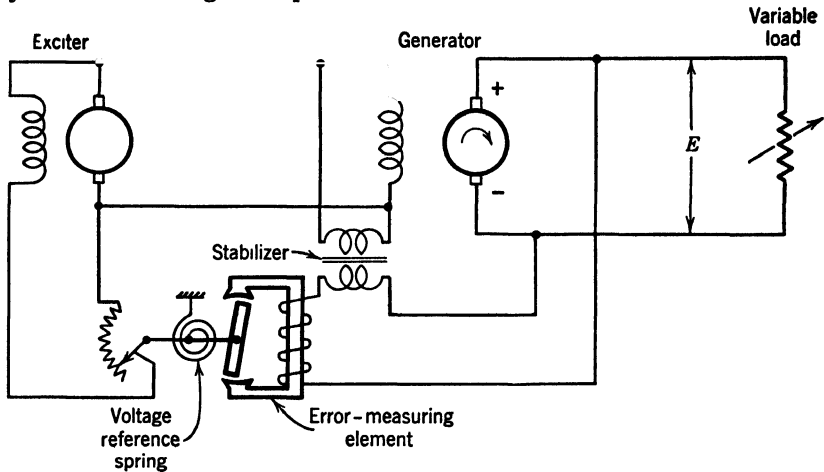 Exciter
Generator
Variable
load
+
E
−
Stabilizer
Voltage
reference
spring
Error-measuring
element